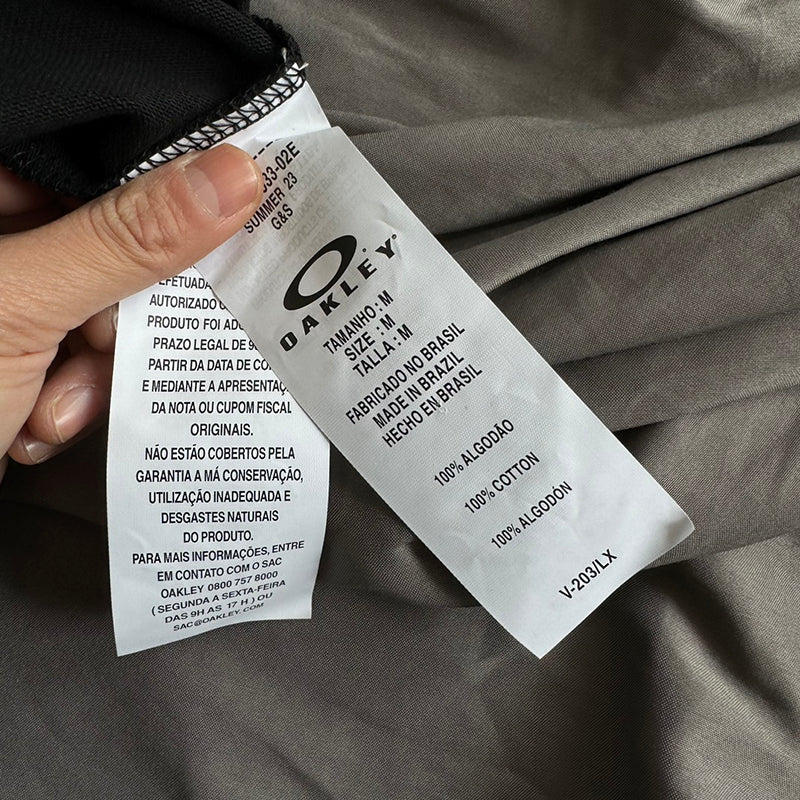 EFETUADA
AUTORIZADO
PRODUTO FOI
PRAZO LEGAL DE
PARTIR DA DATA DE
E MEDIANTE A
DA NOTA OU CUPOM FISCAL
ORIGINAIS.
NÃO ESTÃO COBERTOS PELA
GARANTIA A MÁ CONSERVAÇÃO,
UTILIZAÇÃO INADEQUADA E
DESGASTES NATURAIS
DO PRODUTO.
PARA MAIS INFORMAÇÕES, ENTRE
EM CONTATO COM O SAC
OAKLEY 0800 757 8000
( SEGUNDA A SEXTA-FEIRA
DAS 9H AS 17 H ) OU
SAC@OAKLEY.COM
33-02E
SUMMER 23
G&S
OAKLEY
TAMANHO : M
SIZE : M
TALLA : M
FABRICADO NO BRASIL
MADE IN BRAZIL
HECHO EN BRASIL
100% ALGODÃO
100% COTTON
100% ALGODÓN
V-203/LX